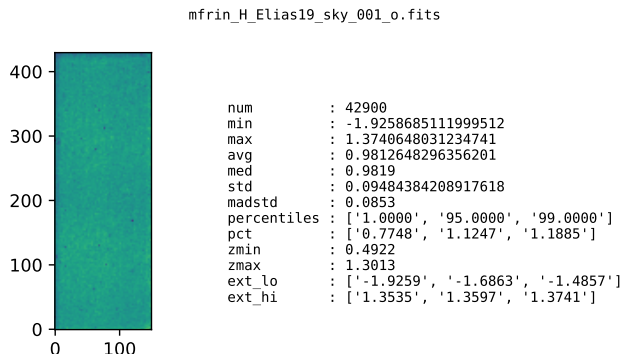 mfrin_H_Elias19_sky_001_o.fits
400
300
200
100
0
0 100
num : 42900
min : -1.9258685111999512
max : 1.3740648031234741
avg : 0.9812648296356201
med : 0.9819
std : 0.09484384208917618
madstd : 0.0853
percentiles : ['1.0000', '95.0000', '99.0000']
pct : ['0.7748', '1.1247', '1.1885']
zmin : 0.4922
zmax : 1.3013
ext_lo : ['-1.9259', '-1.6863', '-1.4857']
ext_hi : ['1.3535', '1.3597', '1.3741']